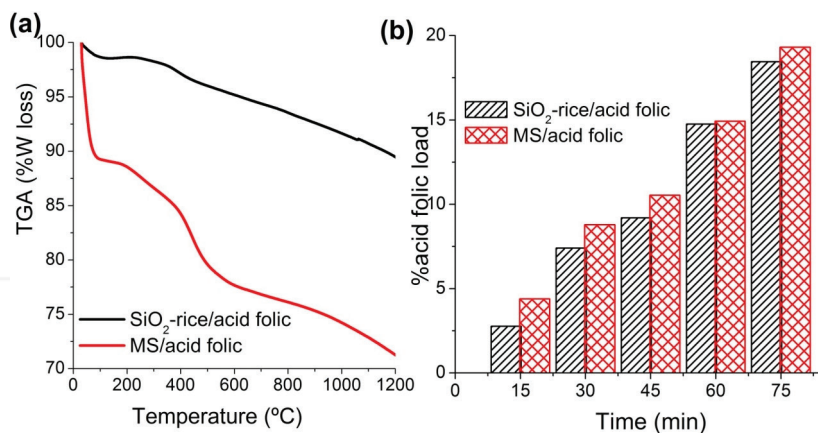 (a)
100
95
90
85
80
75
70
TGA (%W loss)
SiO₂-rice/acid folic
MS/acid folic
0 200 400 600 800 1000 1200
Temperature (ºC)
(b)
20
15
10
5
0
%acid folic load
SiO₂-rice/acid folic
MS/acid folic
0 15 30 45 60 75
Time (min)